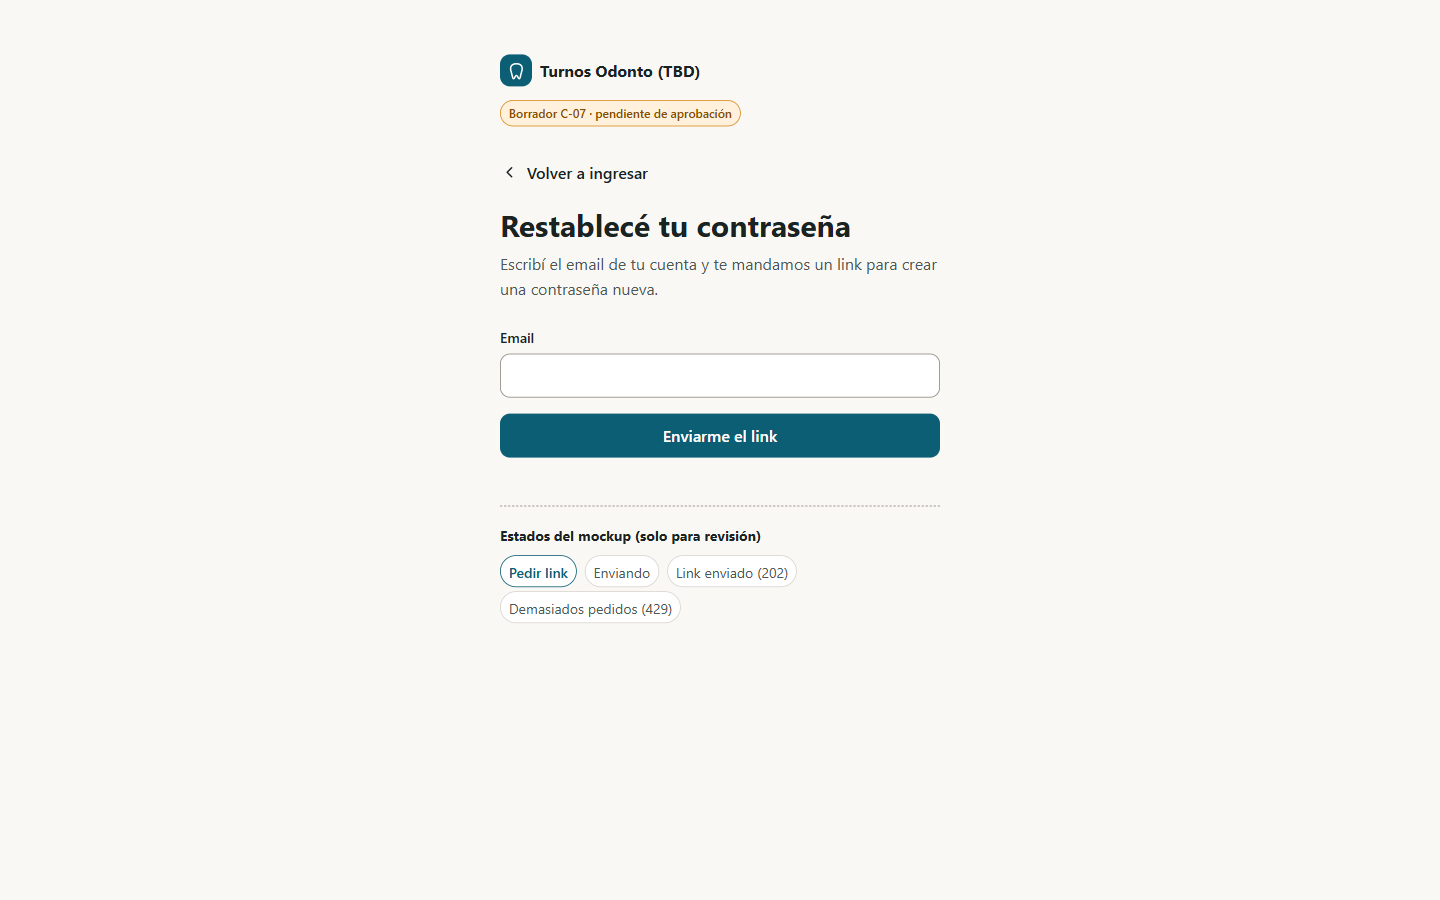 Turnos Odonto (TBD)
Borrador C-07 · pendiente de aprobación
Volver a ingresar
Restablecé tu contraseña
Escribí el email de tu cuenta y te mandamos un link para crear
una contraseña nueva.
Email
Enviarme el link
Estados del mockup (solo para revisión)
Pedir link Enviando Link enviado (202)
Demasiados pedidos (429)